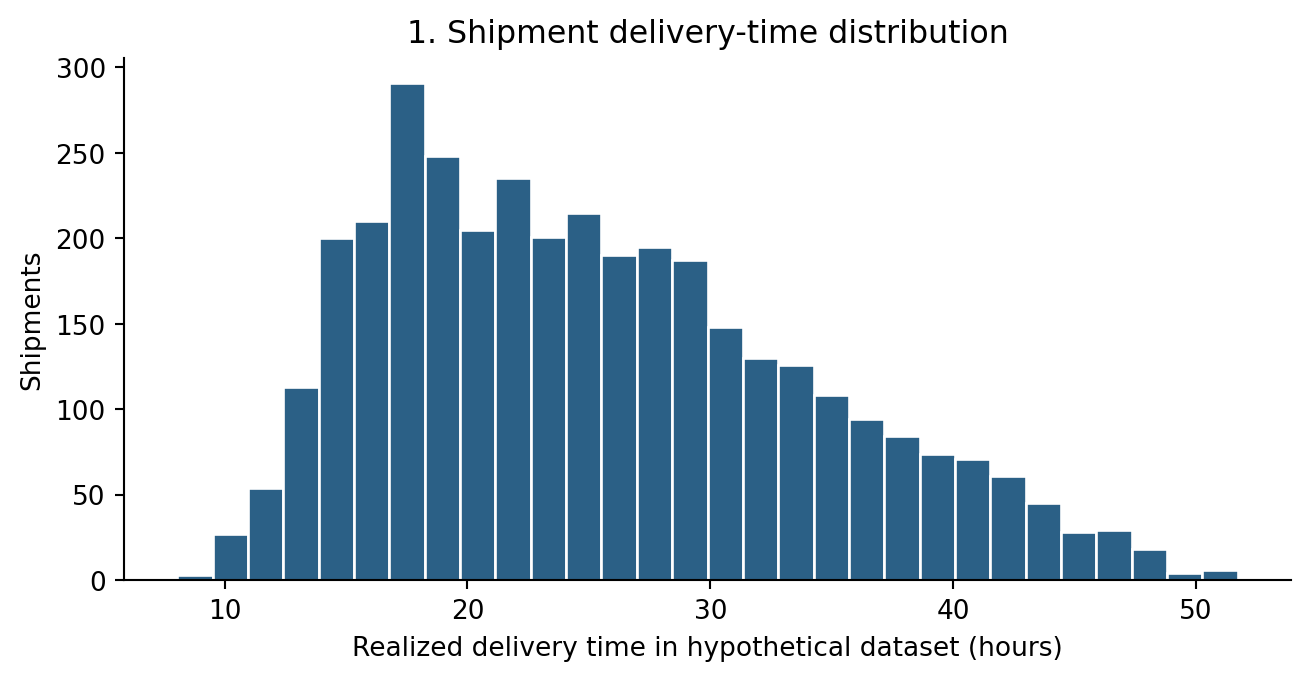 1. Shipment delivery-time distribution
300
250
200
150
100
50
0
Shipments
10 20 30 40 50
Realized delivery time in hypothetical dataset (hours)